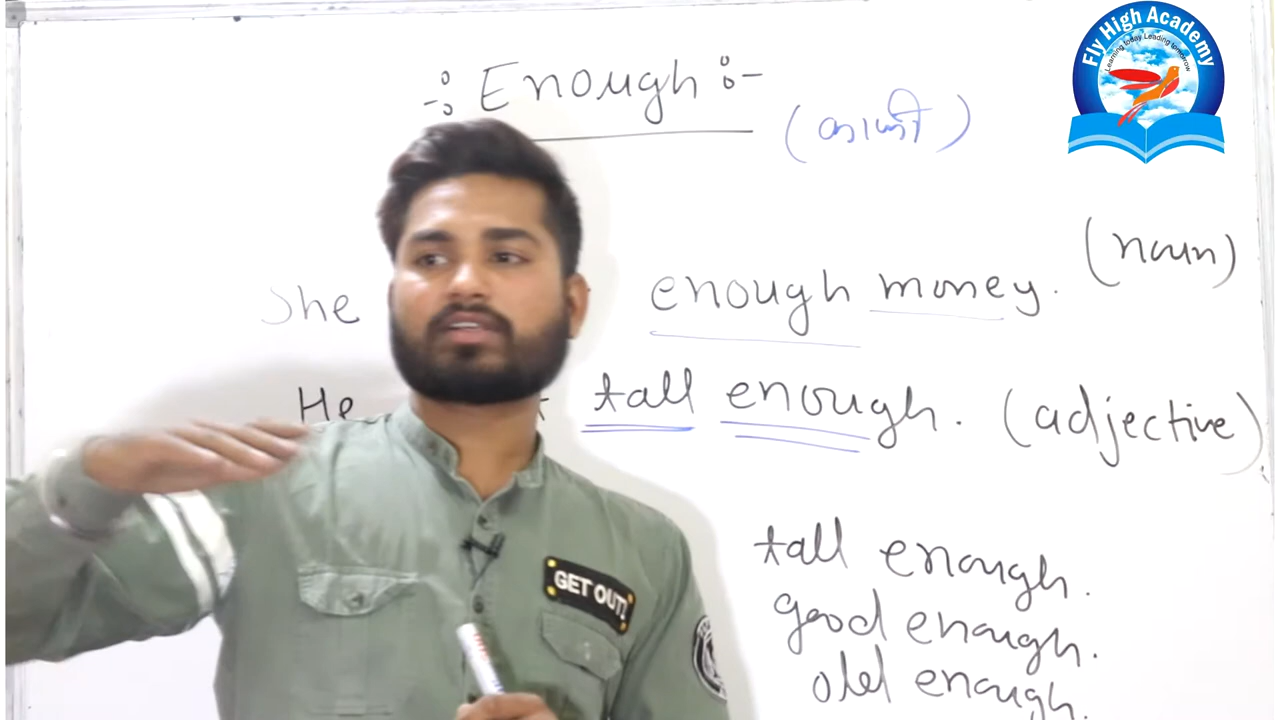 Fly High Academy
Learning today Leading tomorrow
-: Enough :-
(काफी)
She enough money. (noun)
He tall enough. (adjective)
tall enough.
good enough.
old enough.
GET OUT!